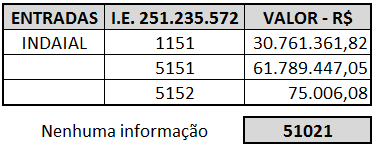 ENTRADAS I.E. 251.235.572 VALOR - R$
INDAIAL 1151 30.761.361,82
5151 61.789.447,05
5152 75.006,08
Nenhuma informação 51021